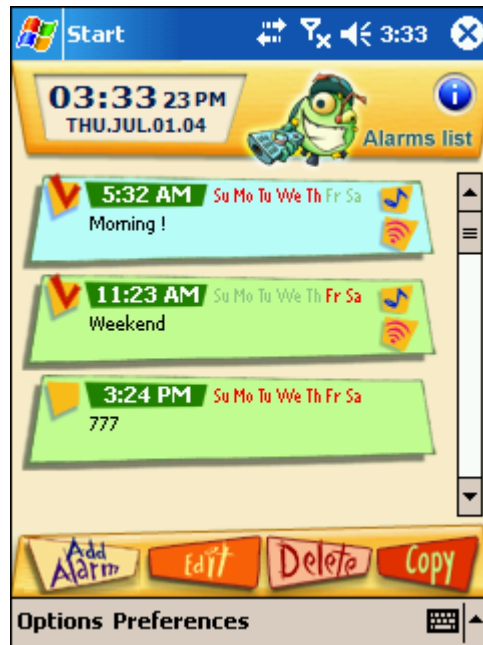 Start 3:33
03:33 23 PM
THU.JUL.01.04
Alarms list
5:32 AM Su Mo Tu We Th Fr Sa
Morning !
11:23 AM Su Mo Tu We Th Fr Sa
Weekend
3:24 PM Su Mo Tu We Th Fr Sa
777
Add Alarm Edit Delete Copy
Options Preferences